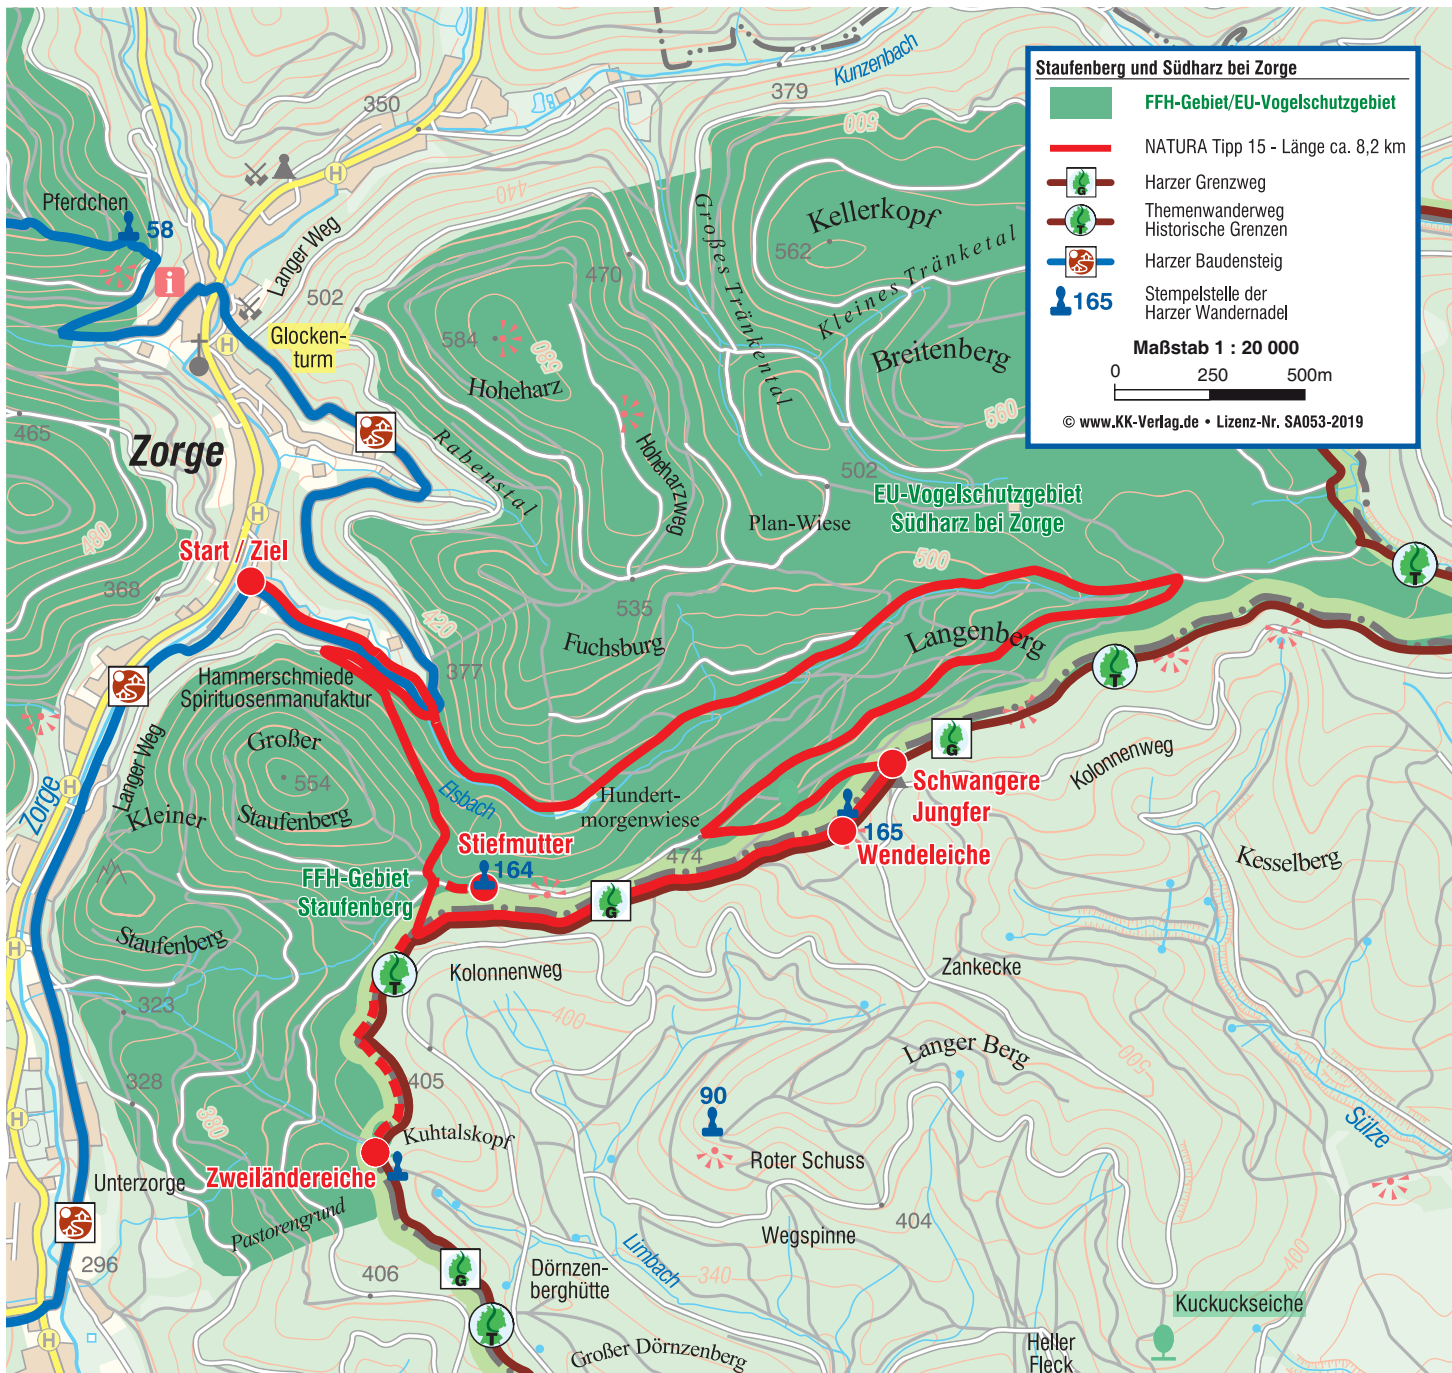 Staufenberg und Südharz bei Zorge
FFH-Gebiet/EU-Vogelschutzgebiet
NATURA Tipp 15 - Länge ca. 8,2 km
G
Harzer Grenzweg
T
Themenwanderweg
Historische Grenzen
Harzer Baudensteig
165
Stempelstelle der
Harzer Wandernadel
Maßstab 1 : 20 000
0 250 500m
© www.KK-Verlag.de • Lizenz-Nr. SA053-2019
Kunzenbach
379
350
500
H
440
Pferdchen
58
i
Langer Weg
502
Großes Tränketal
Kellerkopf
562
Kleines Tränketal
470
Glocken-
turm
H
584
580
Hoheharz
Breitenberg
560
465
Zorge
Rabenstal
Hoheharzweg
502
Plan-Wiese
EU-Vogelschutzgebiet
Südharz bei Zorge
480
H
Start / Ziel
500
T
368
535
420
Fuchsburg
Langenberg
377
Hammerschmiede
Spirituosenmanufaktur
T
G
Langer Weg
Großer
554
Staufenberg
Kleiner
Zorge
H
Elsbach
Hundert-
morgenwiese
Schwangere
Jungfer
Kolonnenweg
165
Wendeleiche
Stiefmutter
164
474
Kesselberg
FFH-Gebiet
Staufenberg
G
Staufenberg
H
T
Kolonnenweg
Zankecke
323
400
Langer Berg
500
328
405
380
90
H
Kuhtalskopf
Sülze
Roter Schuss
Zweiländereiche
Unterzorge
Pastorengrund
404
Wegspinne
296
G
406
Limbach
Dörnzen-
berghütte
340
400
T
Kuckuckseiche
H
Großer Dörnzenberg
Heller
Fleck